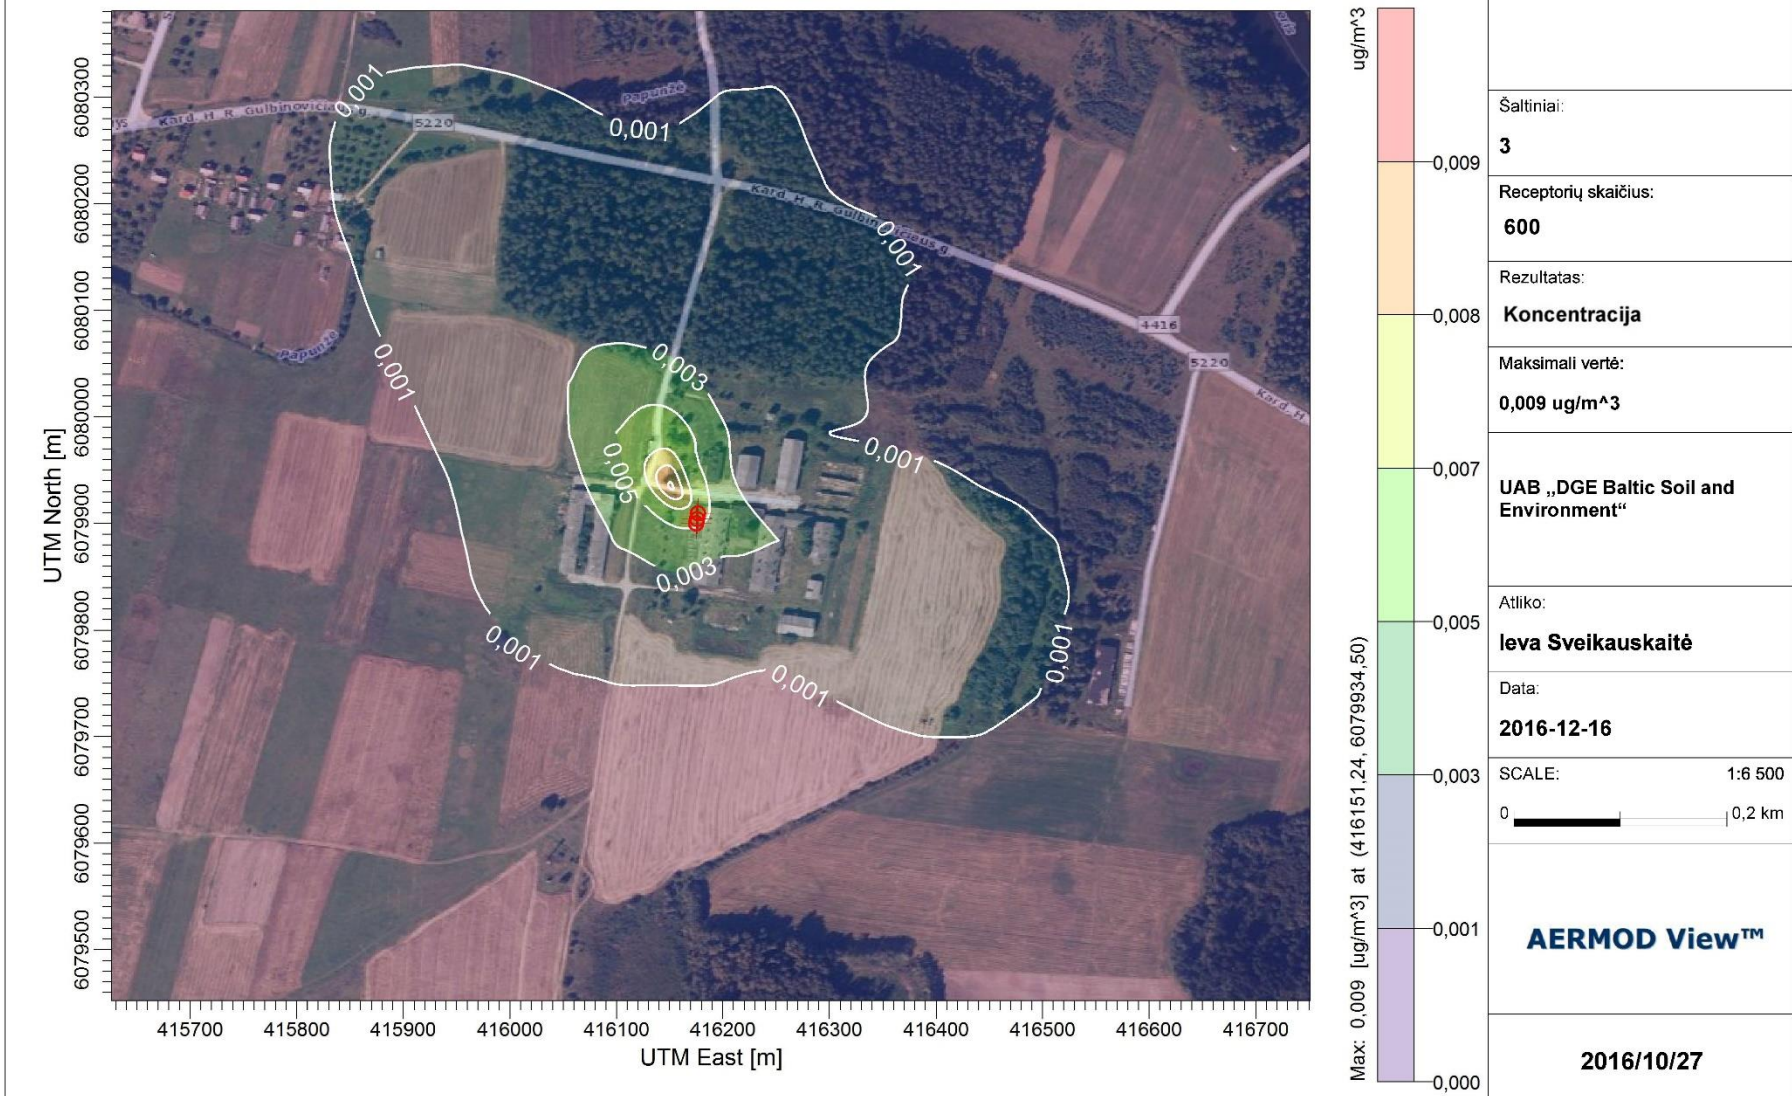 UTM North [m]
6080300
6080200
6080100
6080000
6079900
6079800
6079700
6079600
6079500
415700
415800
415900
416000
416100
416200
416300
416400
416500
416600
416700
UTM East [m]
Kard. H. R. Gulbinovičiaus g.
5220
Papunžė
0,001
0,001
Kard. H. R. Gulbinovičiaus g.
0,001
4416
5220
Kard. H.
Papunžė
0,001
0,003
0,005
0,001
0,003
0,001
0,001
0,001
ug/m^3
0,009
0,008
0,007
0,005
0,003
0,001
0,000
Max: 0,009 [ug/m^3] at (416151,24, 6079934,50)
Šaltiniai:
3
Receptorių skaičius:
600
Rezultatas:
Koncentracija
Maksimali vertė:
0,009 ug/m^3
UAB „DGE Baltic Soil and
Environment“
Atliko:
Ieva Sveikauskaitė
Data:
2016-12-16
SCALE: 1:6 500
0 0,2 km
AERMOD View™
2016/10/27